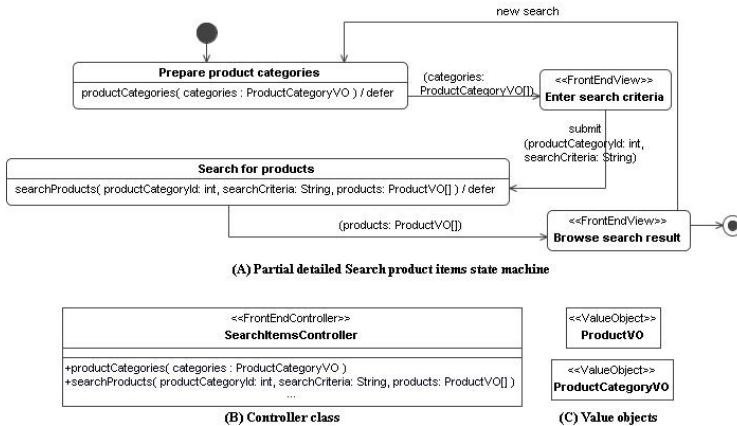 new search
Prepare product categories
productCategories( categories : ProductCategoryVO ) / defer
(categories:
ProductCategoryVO[])
<<FrontEndView>>
Enter search criteria
submit
(productCategoryId: int,
searchCriteria: String)
Search for products
searchProducts( productCategoryId: int, searchCriteria: String, products: ProductVO[] ) / defer
(products: ProductVO[])
<<FrontEndView>>
Browse search result
(A) Partial detailed Search product items state machine
<<FrontEndController>>
SearchItemsController
+productCategories( categories : ProductCategoryVO )
+searchProducts( productCategoryId: int, searchCriteria: String, products: ProductVO[] )
...
(B) Controller class
<<ValueObject>>
ProductVO
<<ValueObject>>
ProductCategoryVO
(C) Value objects